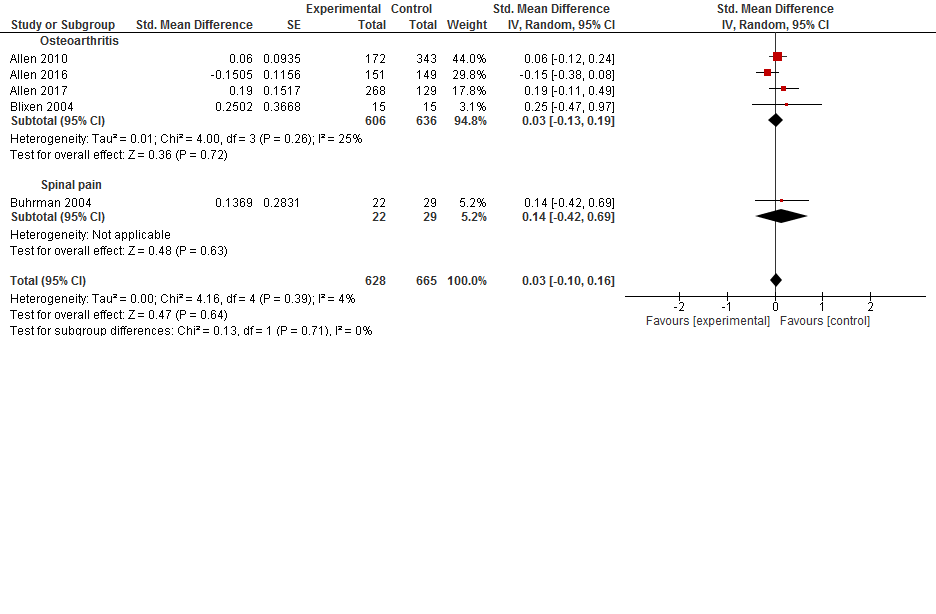 Experimental Control Std. Mean Difference Std. Mean Difference
Study or Subgroup Std. Mean Difference SE Total Total Weight IV, Random, 95% CI IV, Random, 95% CI
Osteoarthritis
Allen 2010 0.06 0.0935 172 343 44.0% 0.06 [-0.12, 0.24]
Allen 2016 -0.1505 0.1156 151 149 29.8% -0.15 [-0.38, 0.08]
Allen 2017 0.19 0.1517 268 129 17.8% 0.19 [-0.11, 0.49]
Blixen 2004 0.2502 0.3668 15 15 3.1% 0.25 [-0.47, 0.97]
Subtotal (95% CI) 606 636 94.8% 0.03 [-0.13, 0.19]
Heterogeneity: Tau² = 0.01; Chi² = 4.00, df = 3 (P = 0.26); I² = 25%
Test for overall effect: Z = 0.36 (P = 0.72)
Spinal pain
Buhrman 2004 0.1369 0.2831 22 29 5.2% 0.14 [-0.42, 0.69]
Subtotal (95% CI) 22 29 5.2% 0.14 [-0.42, 0.69]
Heterogeneity: Not applicable
Test for overall effect: Z = 0.48 (P = 0.63)
Total (95% CI) 628 665 100.0% 0.03 [-0.10, 0.16]
Heterogeneity: Tau² = 0.00; Chi² = 4.16, df = 4 (P = 0.39); I² = 4%
Test for overall effect: Z = 0.47 (P = 0.64)
Test for subgroup differences: Chi² = 0.13, df = 1 (P = 0.71), I² = 0%
-2 -1 0 1 2
Favours [experimental] Favours [control]